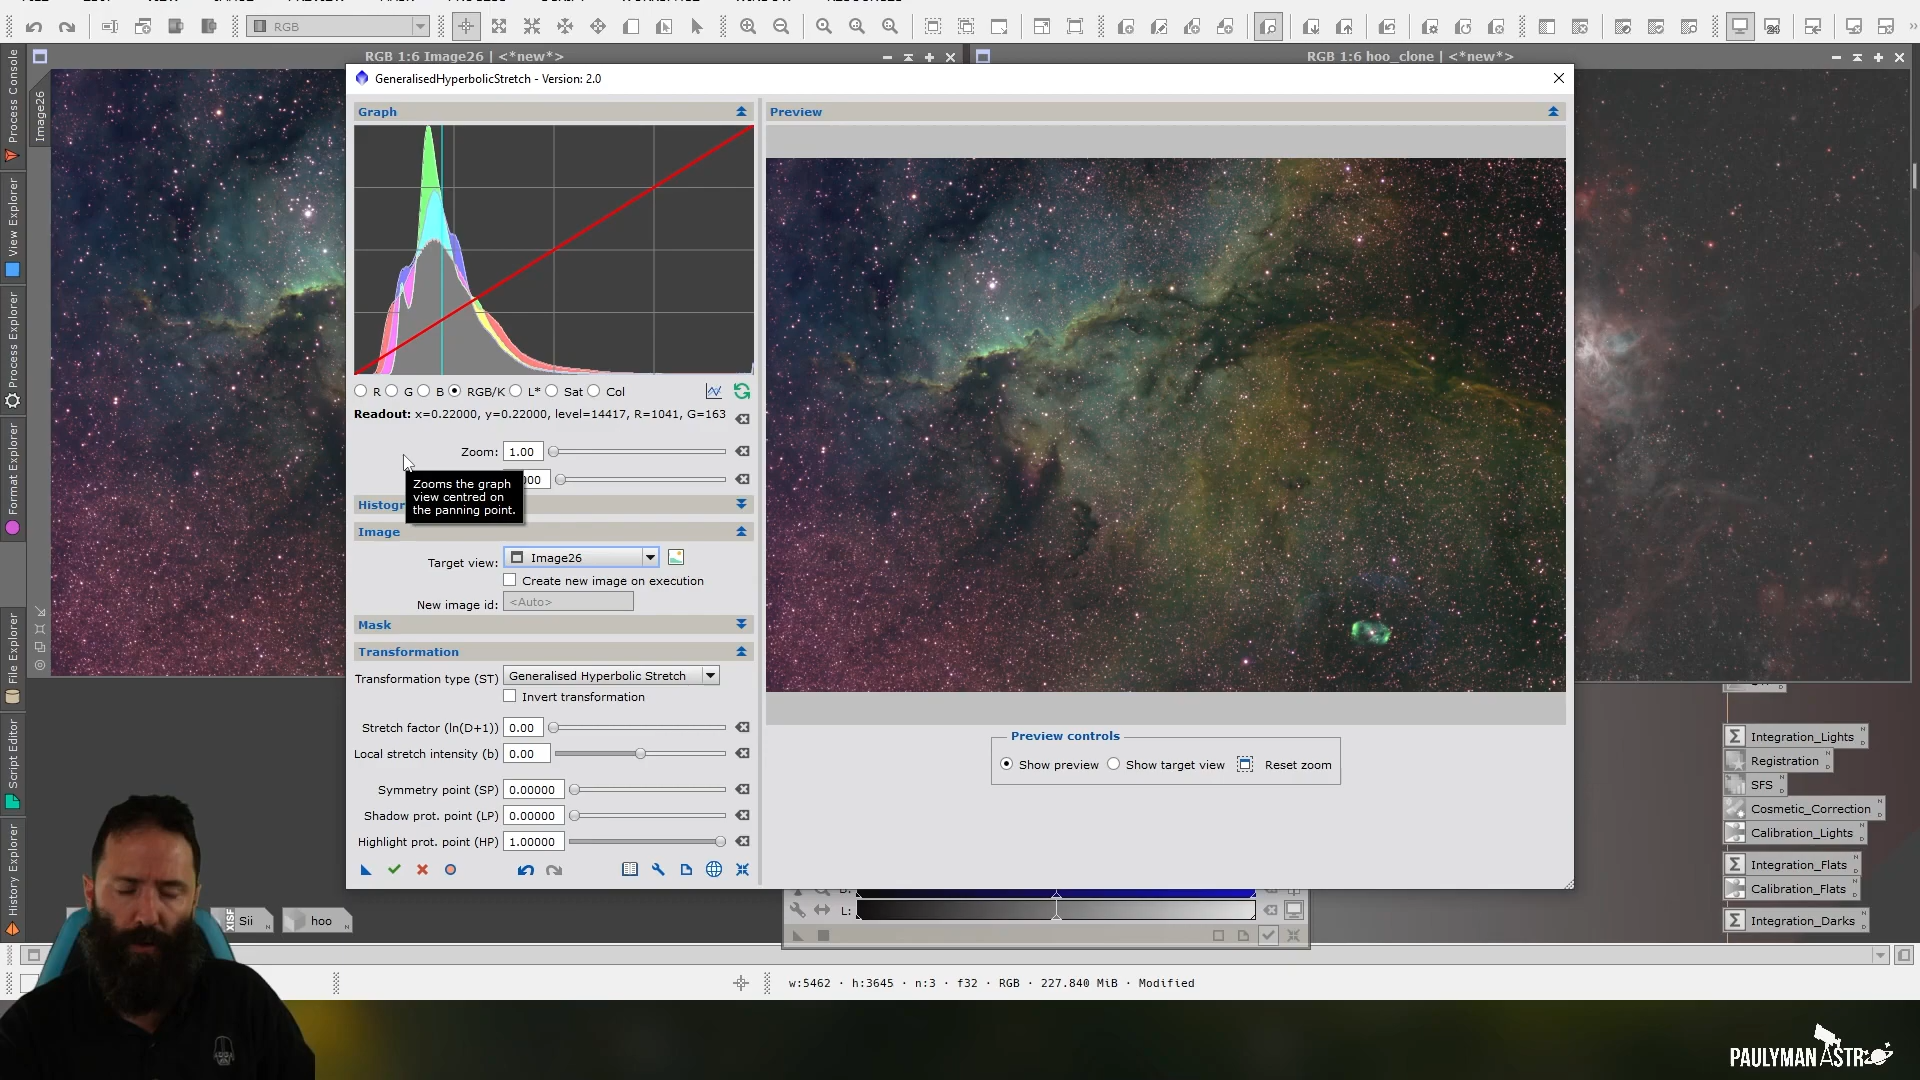 RGB
RGB 1:6 Image26 | <*new*>
RGB 1:6 hoo_clone | <*new*>
GeneralisedHyperbolicStretch - Version: 2.0
Process Console
View Explorer
Process Explorer
Format Explorer
File Explorer
Script Editor
History Explorer
Image26
Graph
Preview
R G B RGB/K L* Sat Col
Readout: x=0.22000, y=0.22000, level=14417, R=1041, G=163
Zoom: 1.00
Zooms the graph
view centred on
the panning point.
Image
Target view: Image26
Create new image on execution
New image id: <Auto>
Mask
Transformation
Transformation type (ST) Generalised Hyperbolic Stretch
Invert transformation
Stretch factor (ln(D+1)) 0.00
Local stretch intensity (b) 0.00
Symmetry point (SP) 0.00000
Shadow prot. point (LP) 0.00000
Highlight prot. point (HP) 1.00000
Preview controls
Show preview Show target view Reset zoom
Integration_Lights
Registration
SFS
Cosmetic_Correction
Calibration_Lights
Integration_Flats
Calibration_Flats
Integration_Darks
L:
XISF Sii
hoo
w:5462 · h:3645 · n:3 · f32 · RGB · 227.840 MiB · Modified
PAULYMAN ASTRO